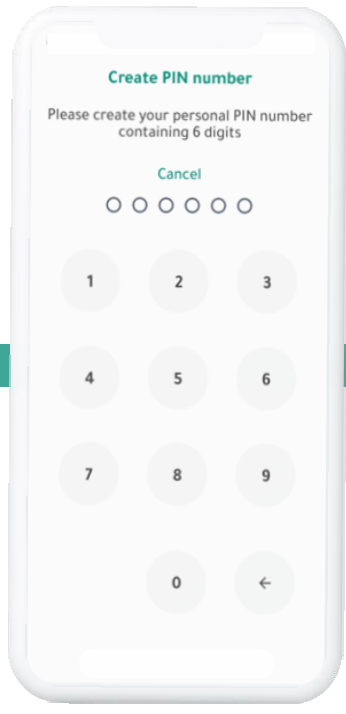 Create PIN number
Please create your personal PIN number
containing 6 digits
Cancel
1 2 3
4 5 6
7 8 9
0 ←